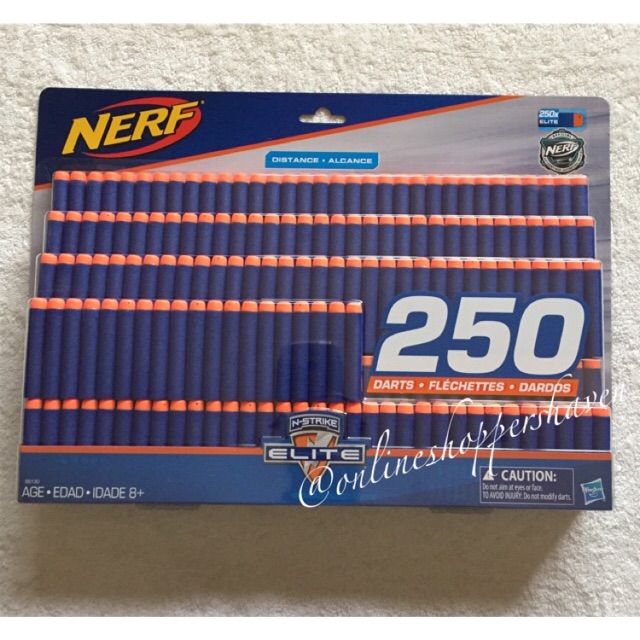 NERF
250x
ELITE
NERF
DISTANCE • ALCANCE
250
DARTS • FLÉCHETTES • DARDOS
N-STRIKE
ELITE
@onlineshoppershaven
AGE • EDAD • IDADE 8+
CAUTION:
Do not aim at eyes or face.
TO AVOID INJURY: Do not modify darts.
Hasbro